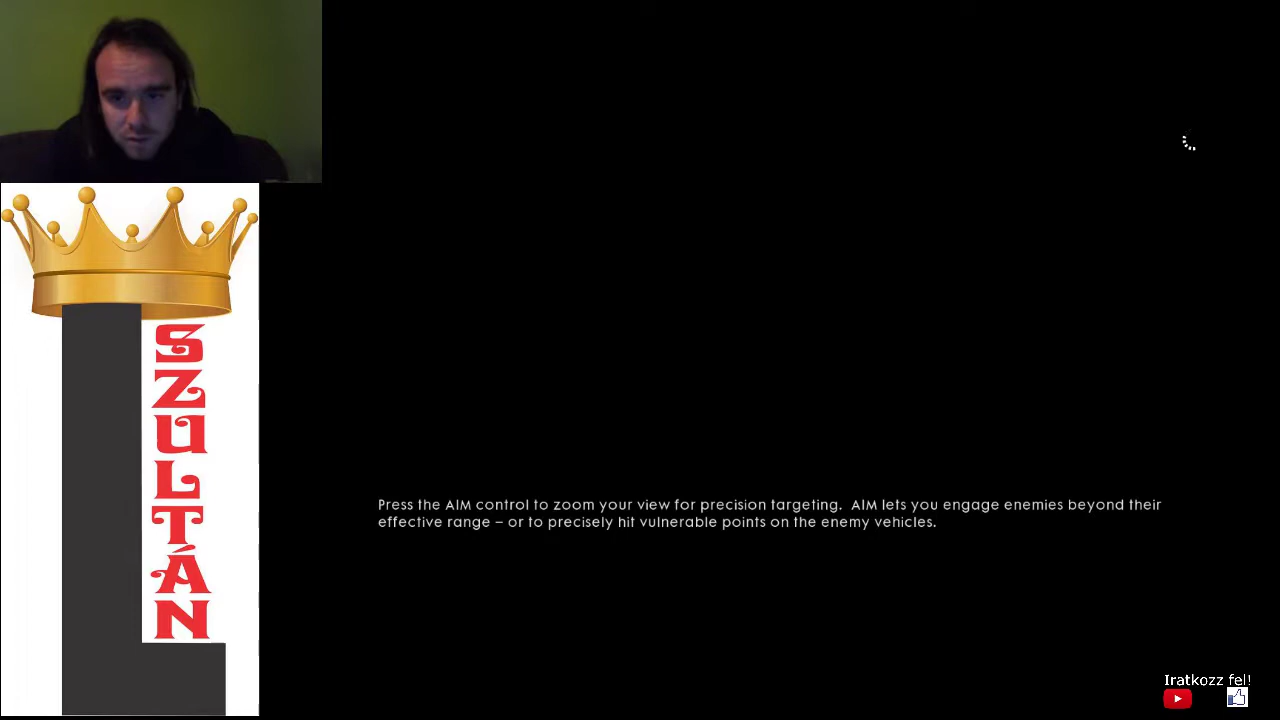 L
SZULTÁN
Press the AIM control to zoom your view for precision targeting. AIM lets you engage enemies beyond their
effective range – or to precisely hit vulnerable points on the enemy vehicles.
Iratkozz fel!